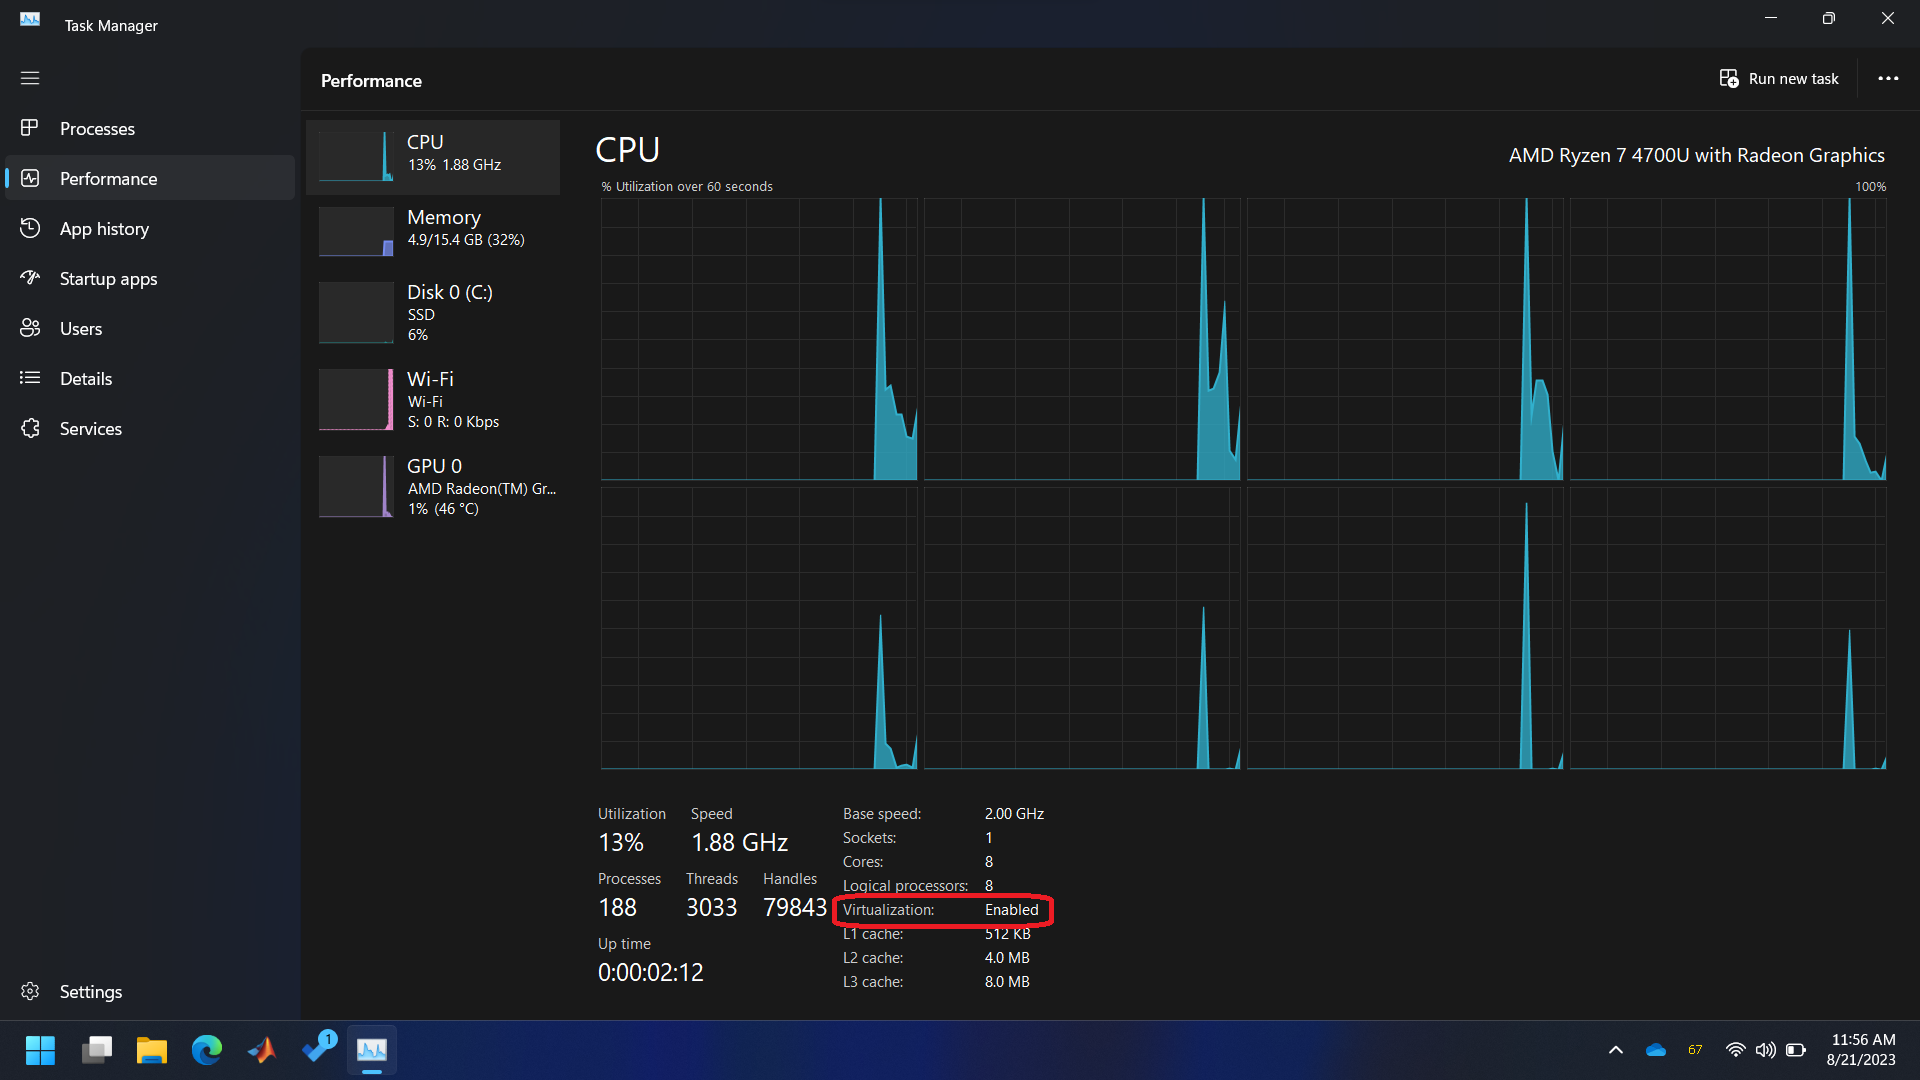 Task Manager
Performance
Run new task
Processes
Performance
App history
Startup apps
Users
Details
Services
Settings
CPU
13% 1.88 GHz
Memory
4.9/15.4 GB (32%)
Disk 0 (C:)
SSD
6%
Wi-Fi
Wi-Fi
S: 0 R: 0 Kbps
GPU 0
AMD Radeon(TM) Gr...
1% (46 °C)
CPU
AMD Ryzen 7 4700U with Radeon Graphics
% Utilization over 60 seconds 100%
Utilization Speed
13% 1.88 GHz
Processes Threads Handles
188 3033 79843
Up time
0:00:02:12
Base speed: 2.00 GHz
Sockets: 1
Cores: 8
Logical processors: 8
Virtualization: Enabled
L1 cache: 512 KB
L2 cache: 4.0 MB
L3 cache: 8.0 MB
1
67
11:56 AM
8/21/2023